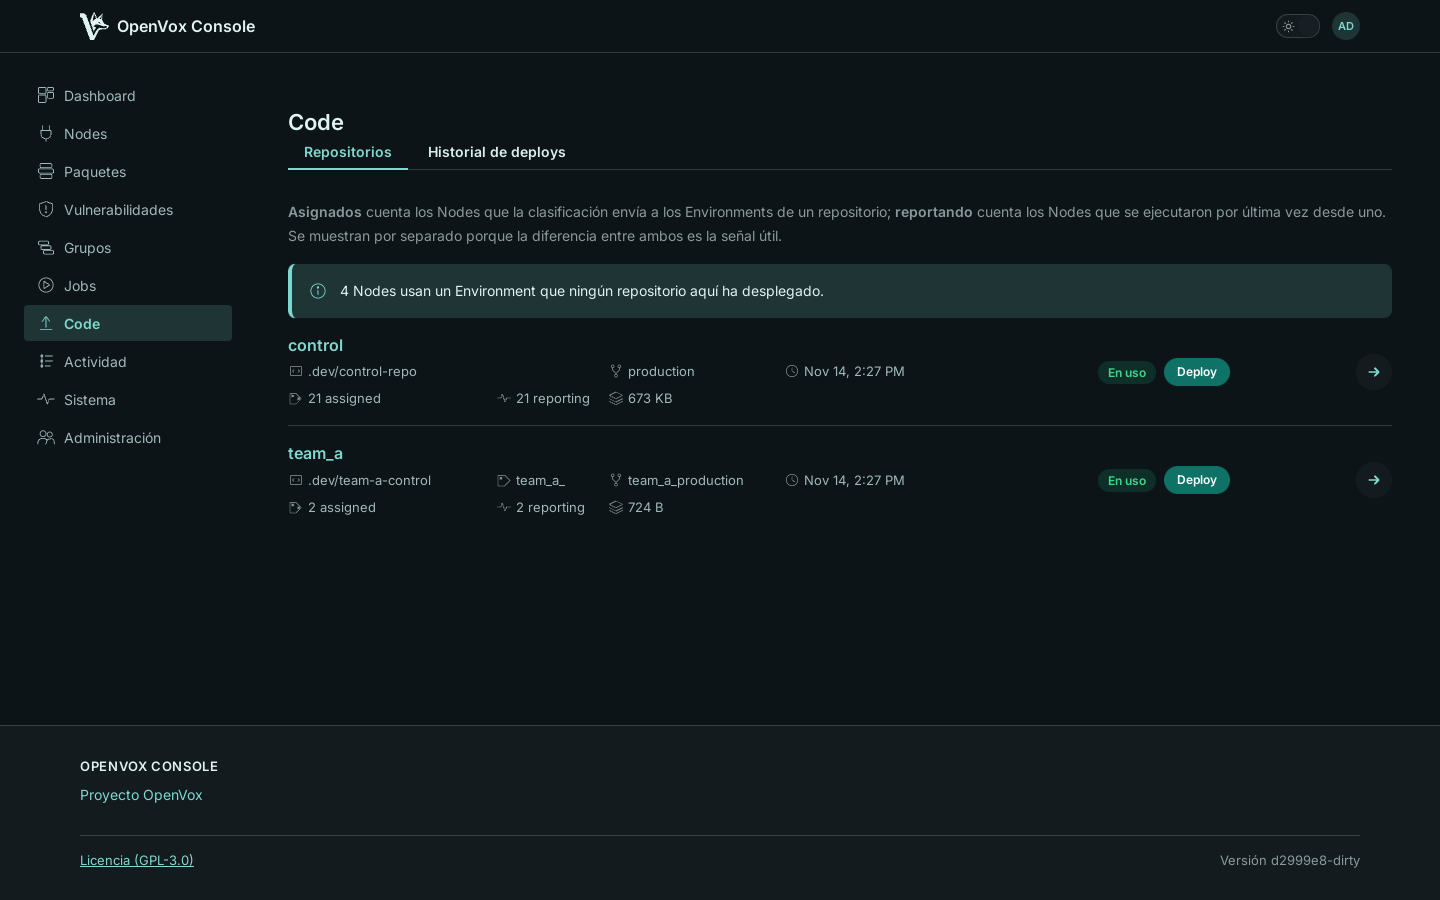 OpenVox Console
AD
Dashboard
Nodes
Paquetes
Vulnerabilidades
Grupos
Jobs
Code
Actividad
Sistema
Administración
Code
Repositorios
Historial de deploys
Asignados cuenta los Nodes que la clasificación envía a los Environments de un repositorio; reportando cuenta los Nodes que se ejecutaron por última vez desde uno.
Se muestran por separado porque la diferencia entre ambos es la señal útil.
4 Nodes usan un Environment que ningún repositorio aquí ha desplegado.
control
.dev/control-repo
production
Nov 14, 2:27 PM
En uso
Deploy
21 assigned
21 reporting
673 KB
team_a
.dev/team-a-control
team_a_
team_a_production
Nov 14, 2:27 PM
En uso
Deploy
2 assigned
2 reporting
724 B
OPENVOX CONSOLE
Proyecto OpenVox
Licencia (GPL-3.0)
Versión d2999e8-dirty